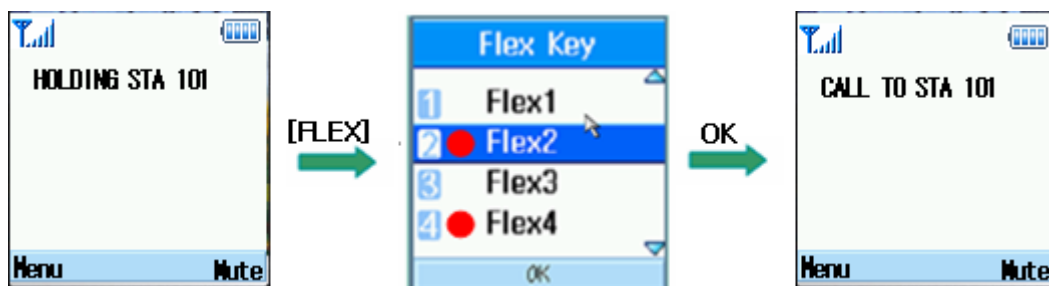 HOLDING STA 101
Menu Mute
[FLEX]
Flex Key
1 Flex1
2 Flex2
3 Flex3
4 Flex4
OK
OK
CALL TO STA 101
Menu Mute